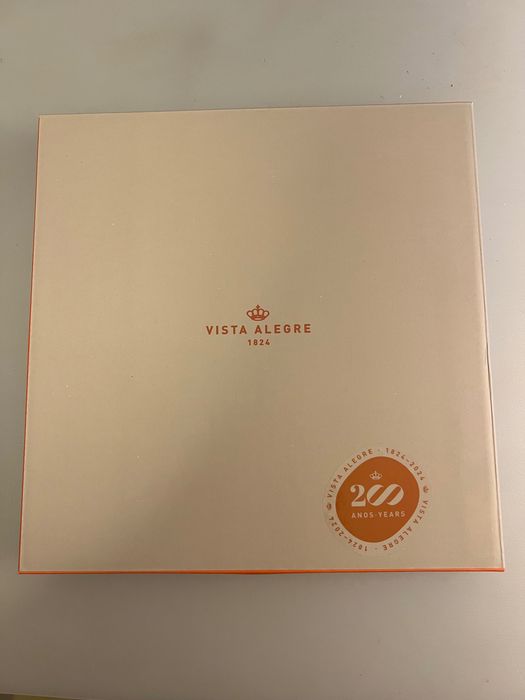 VISTA ALEGRE
1824
VISTA ALEGRE · 1824-2024
VISTA ALEGRE · 1824-2024
200
ANOS-YEARS